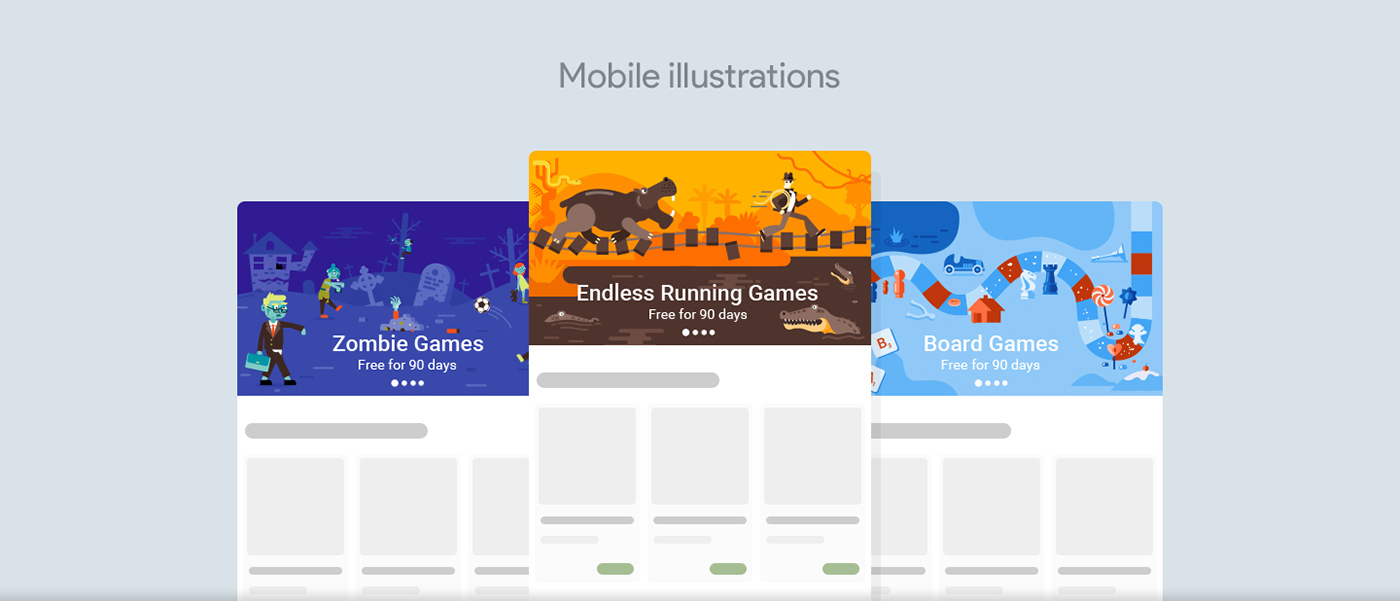 Mobile illustrations
Zombie Games
Free for 90 days
Endless Running Games
Free for 90 days
Board Games
Free for 90 days
B₃